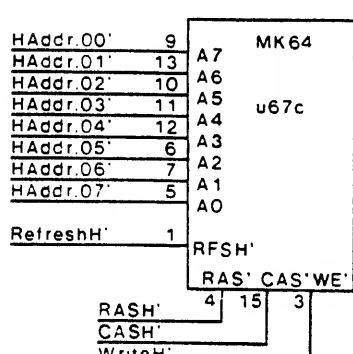 HAddr.00' 9 MK64
HAddr.01' 13 A7
HAddr.02' 10 A6
HAddr.03' 11 A5 u67c
HAddr.04' 12 A4
HAddr.05' 6 A3
HAddr.06' 7 A2
HAddr.07' 5 A1
A0
RefreshH' 1 RFSH'
RAS' CAS' WE'
4 15 3
RASH'
CASH'
WriteH'